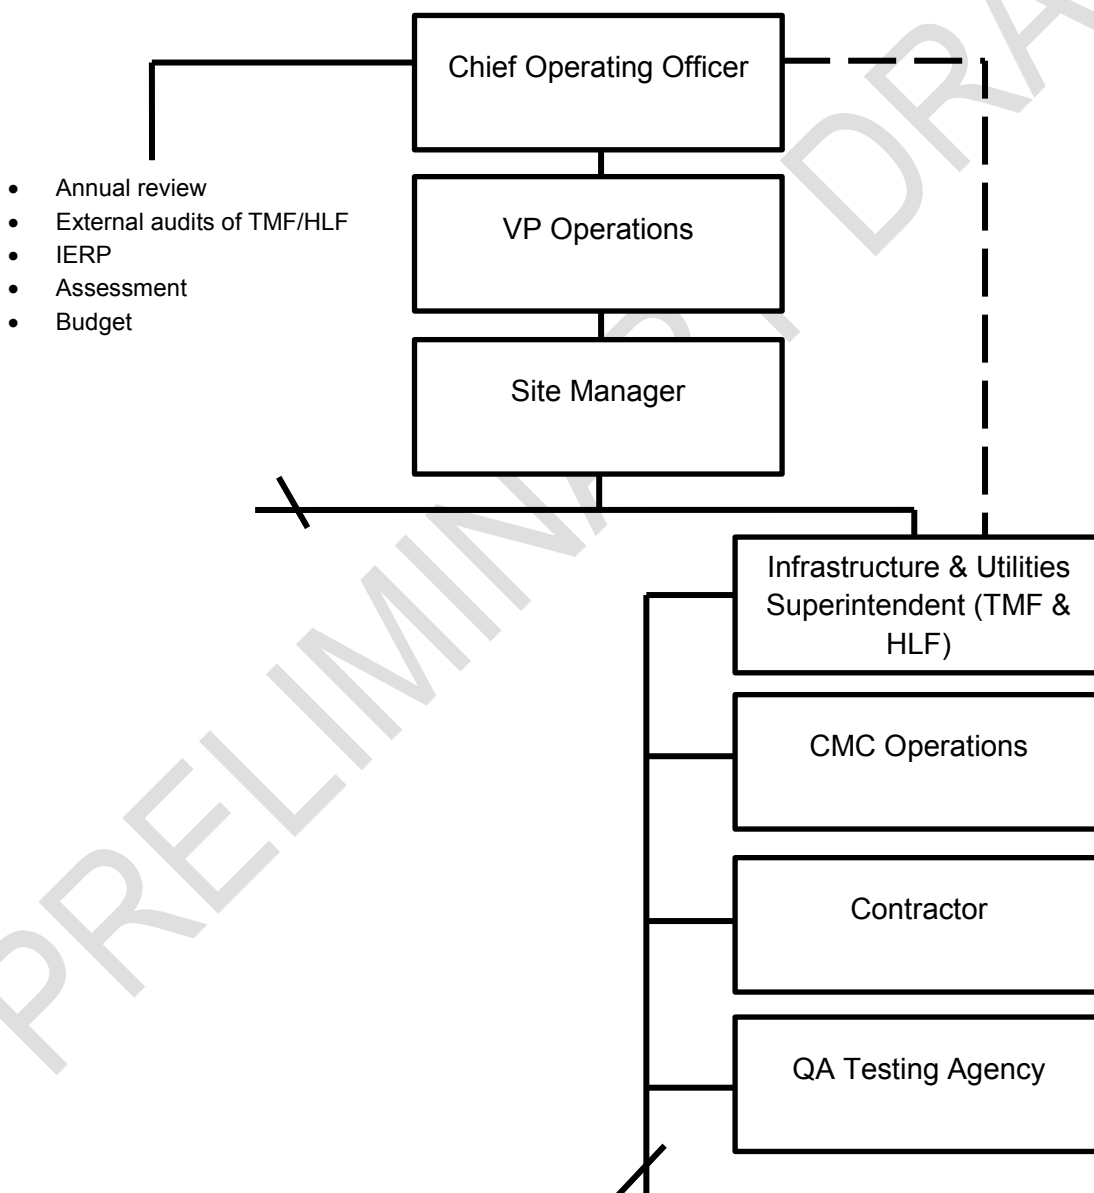 Chief Operating Officer
• Annual review
• External audits of TMF/HLF
• IERP
• Assessment
• Budget
VP Operations
Site Manager
Infrastructure & Utilities
Superintendent (TMF &
HLF)
CMC Operations
Contractor
QA Testing Agency
PRELIMINARY DRA